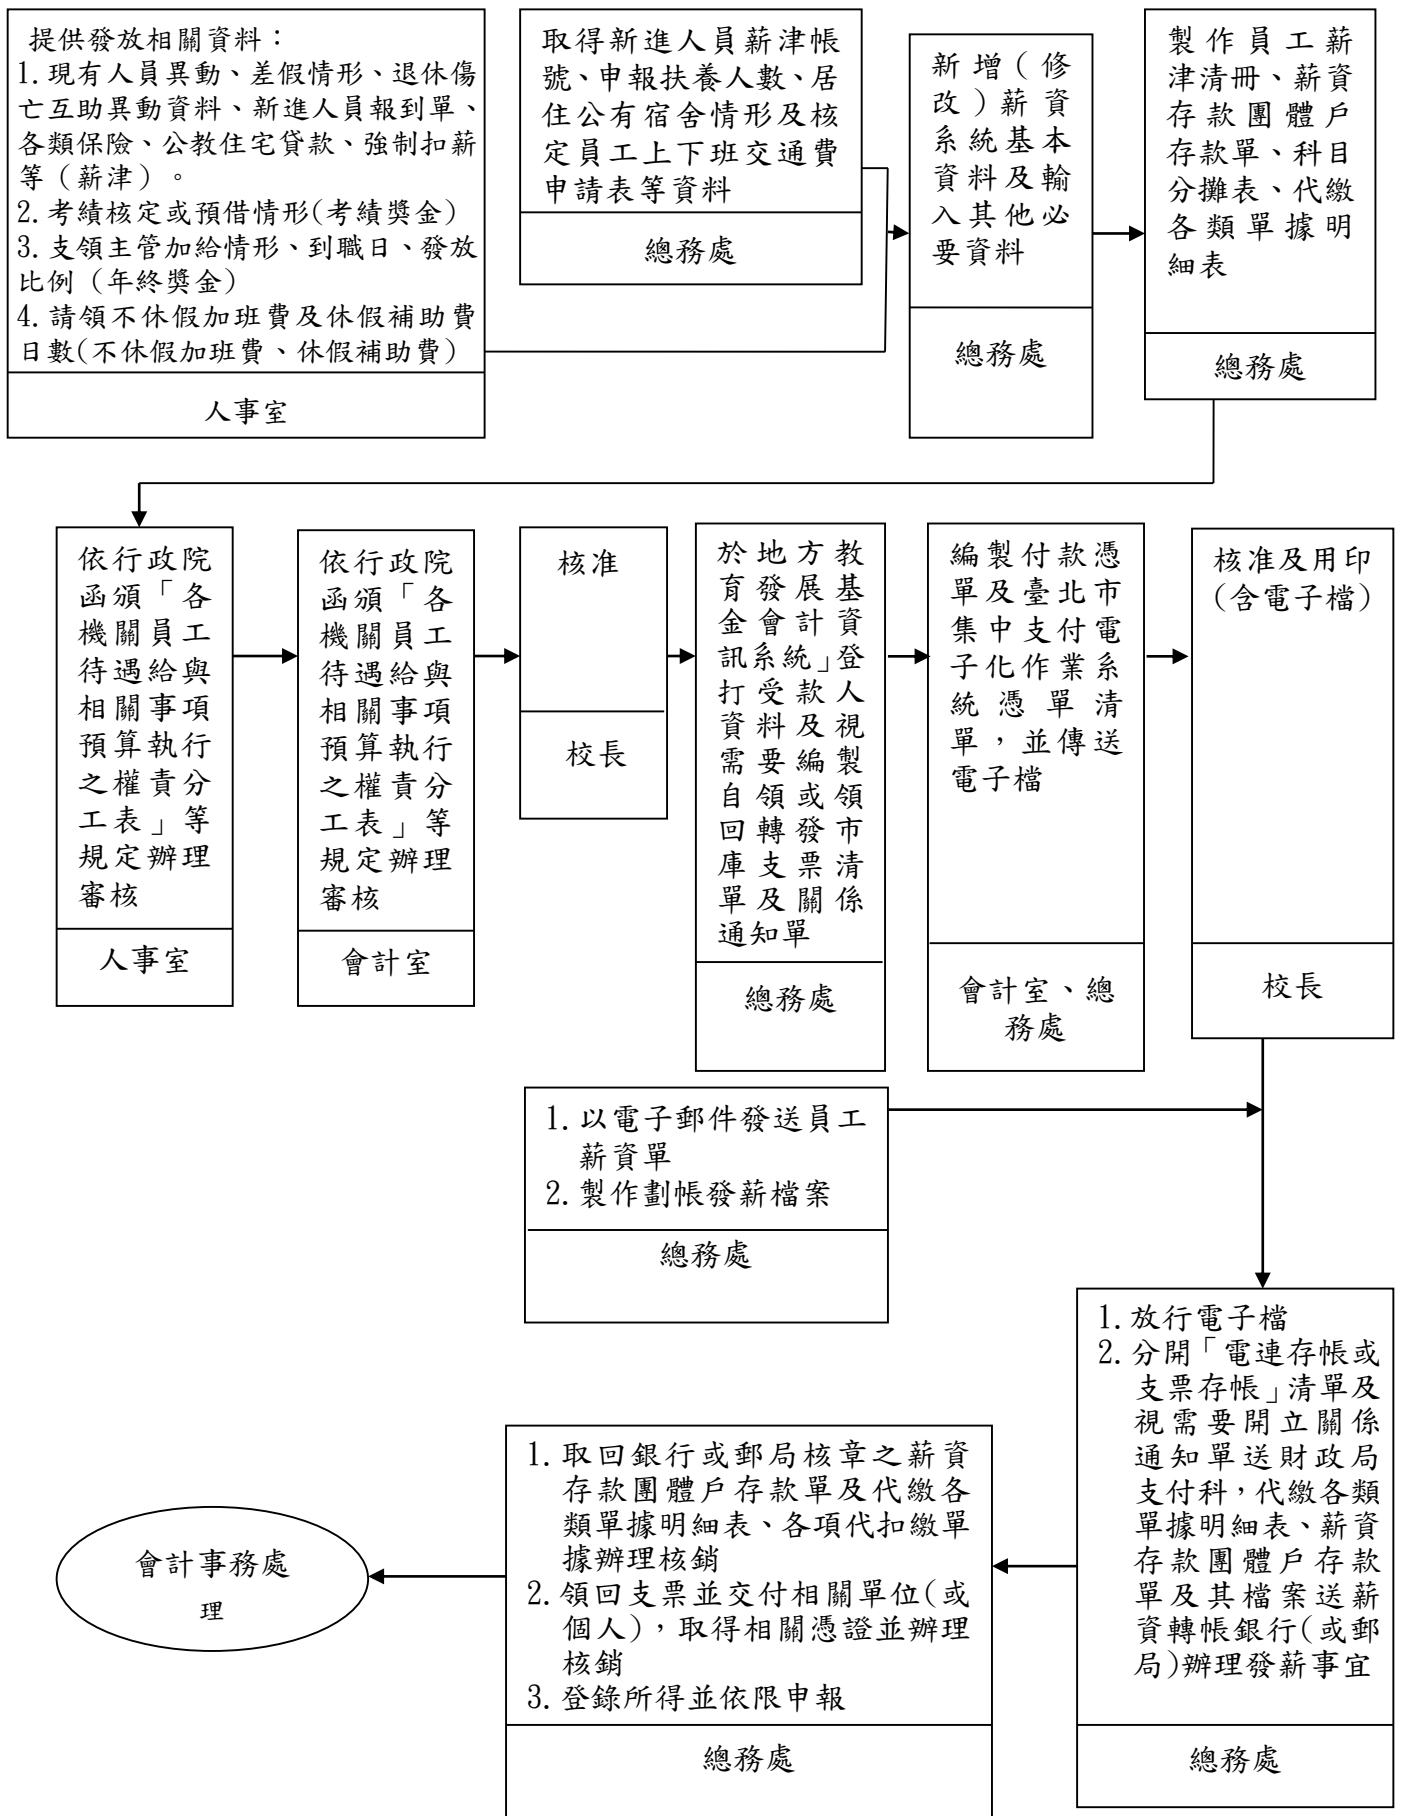 提供發放相關資料：
1.現有人員異動、差假情形、退休傷
亡互助異動資料、新進人員報到單、
各類保險、公教住宅貸款、強制扣薪
等（薪津）。
2.考績核定或預借情形(考績獎金)
3.支領主管加給情形、到職日、發放
比例（年終獎金）
4.請領不休假加班費及休假補助費
日數(不休假加班費、休假補助費)
人事室
取得新進人員薪津帳
號、申報扶養人數、居
住公有宿舍情形及核
定員工上下班交通費
申請表等資料
總務處
新增（修
改）薪資
系統基本
資料及輸
入其他必
要資料
總務處
製作員工薪
津清冊、薪資
存款團體戶
存款單、科目
分攤表、代繳
各類單據明
細表
總務處
依行政院
函頒「各
機關員工
待遇給與
相關事項
預算執行
之權責分
工表」等
規定辦理
審核
人事室
依行政院
函頒「各
機關員工
待遇給與
相關事項
預算執行
之權責分
工表」等
規定辦理
審核
會計室
核准
校長
於地方教
育發展基
金會計資
訊系統」登
打受款人
資料及視
需要編製
自領或領
回轉發市
庫支票清
單及關係
通知單
總務處
編製付款憑
單及臺北市
集中支付電
子化作業系
統憑單清
單，並傳送
電子檔
會計室、總
務處
核准及用印
(含電子檔)
校長
1.以電子郵件發送員工
薪資單
2.製作劃帳發薪檔案
總務處
1.放行電子檔
2.分開「電連存帳或
支票存帳」清單及
視需要開立關係
通知單送財政局
支付科，代繳各類
單據明細表、薪資
存款團體戶存款
單及其檔案送薪
資轉帳銀行(或郵
局)辦理發薪事宜
總務處
1.取回銀行或郵局核章之薪資
存款團體戶存款單及代繳各
類單據明細表、各項代扣繳單
據辦理核銷
2.領回支票並交付相關單位(或
個人)，取得相關憑證並辦理
核銷
3.登錄所得並依限申報
總務處
會計事務處
理